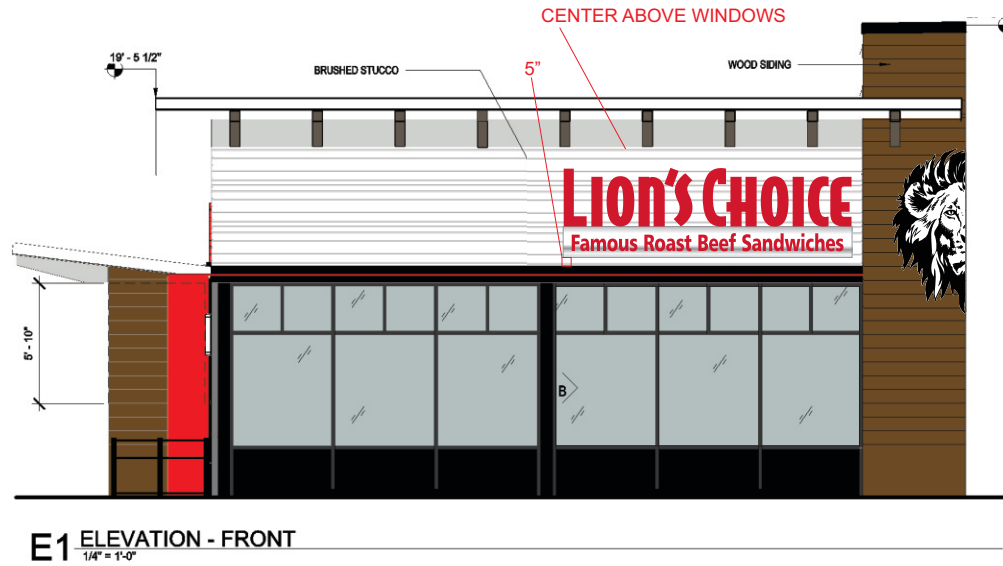 CENTER ABOVE WINDOWS
19' - 5 1/2"
BRUSHED STUCCO
5"
WOOD SIDING
LION'S CHOICE
Famous Roast Beef Sandwiches
5' - 10"
B
E1 ELEVATION - FRONT
1/4" = 1'-0"